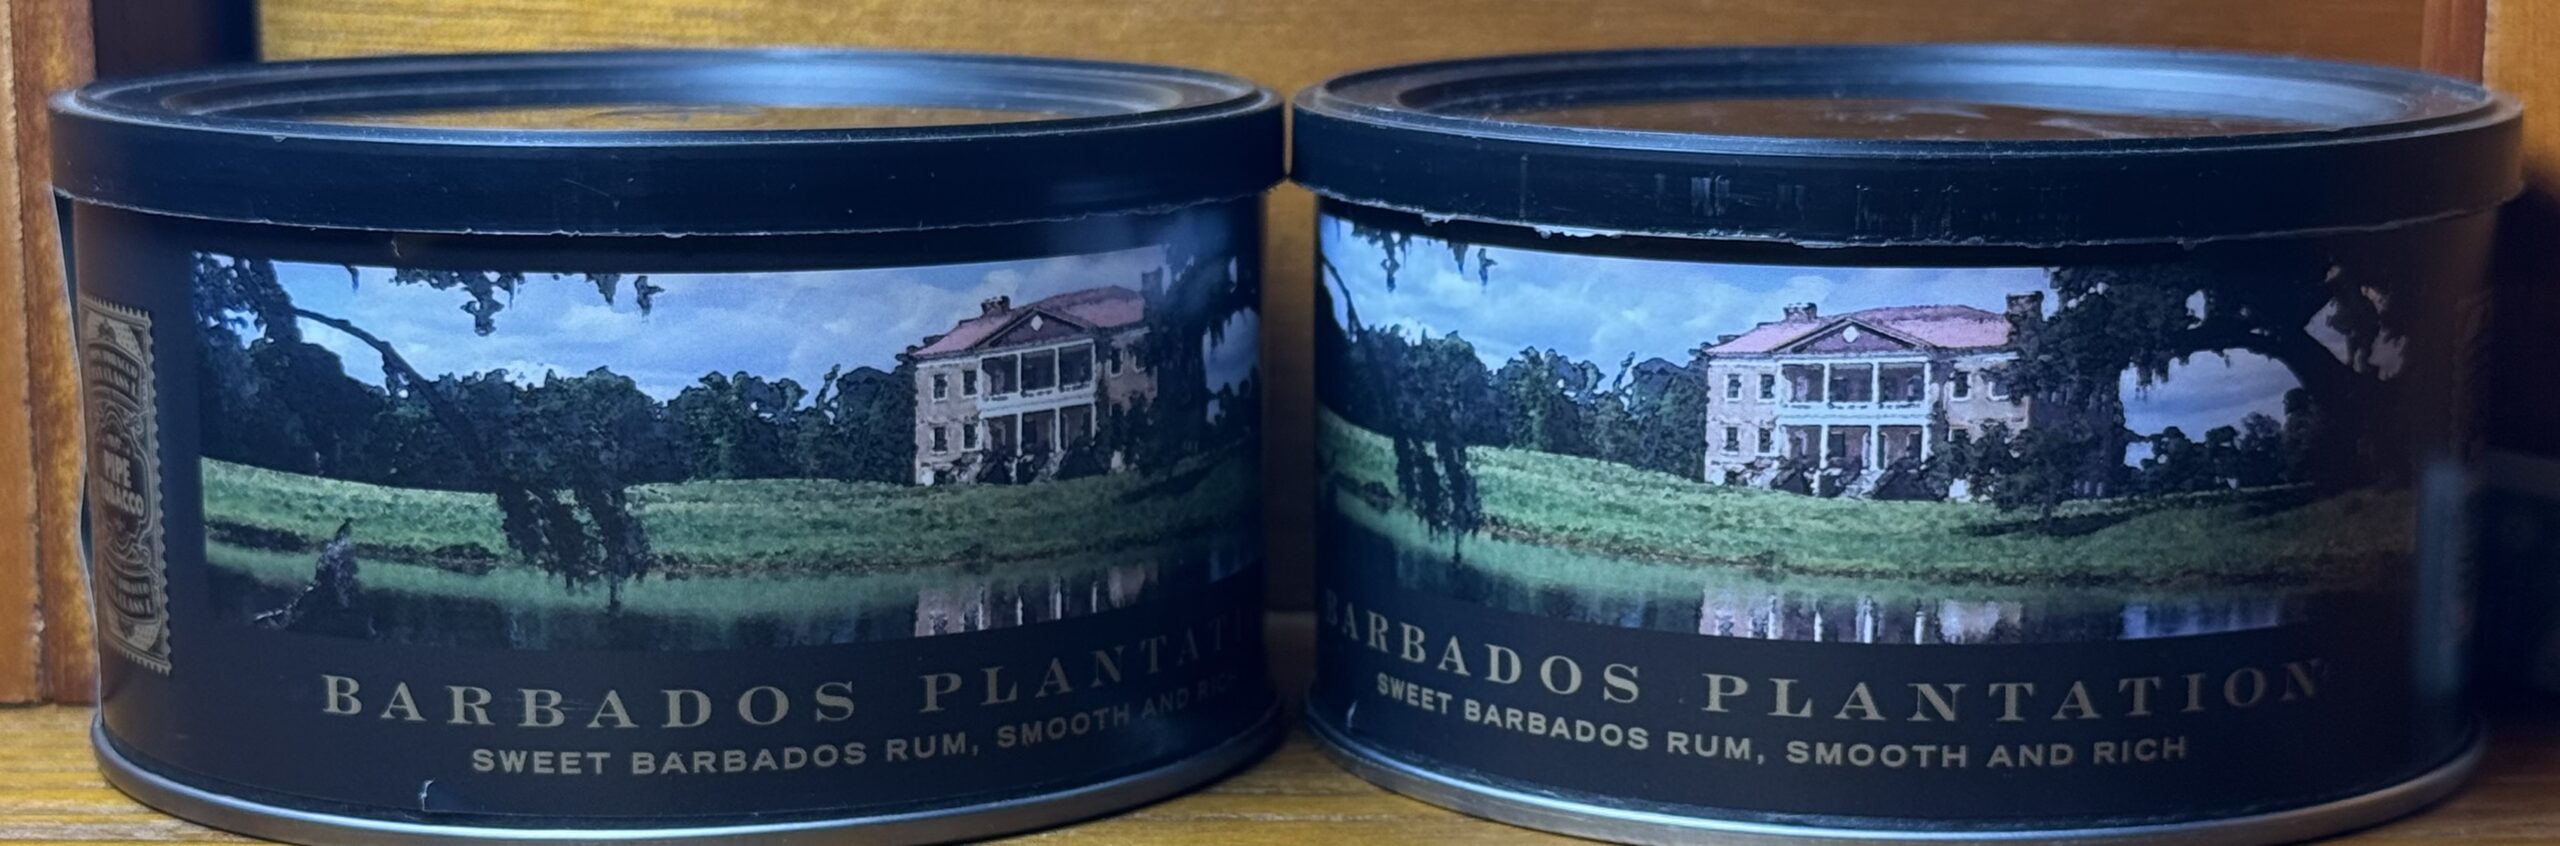 PIPE
TOBACCO
BARBADOS PLANTATI
SWEET BARBADOS RUM, SMOOTH AND RICH
BARBADOS PLANTATION
SWEET BARBADOS RUM, SMOOTH AND RICH